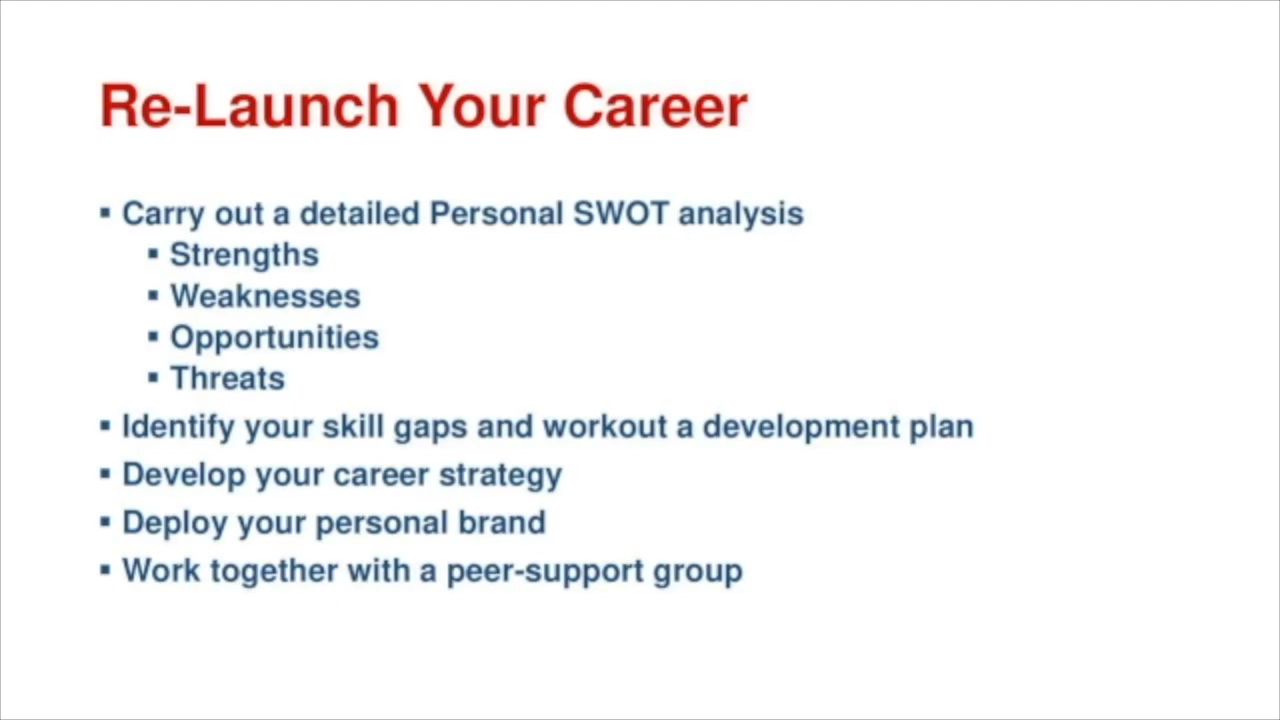 Re-Launch Your Career
▪ Carry out a detailed Personal SWOT analysis
▪ Strengths
▪ Weaknesses
▪ Opportunities
▪ Threats
▪ Identify your skill gaps and workout a development plan
▪ Develop your career strategy
▪ Deploy your personal brand
▪ Work together with a peer-support group